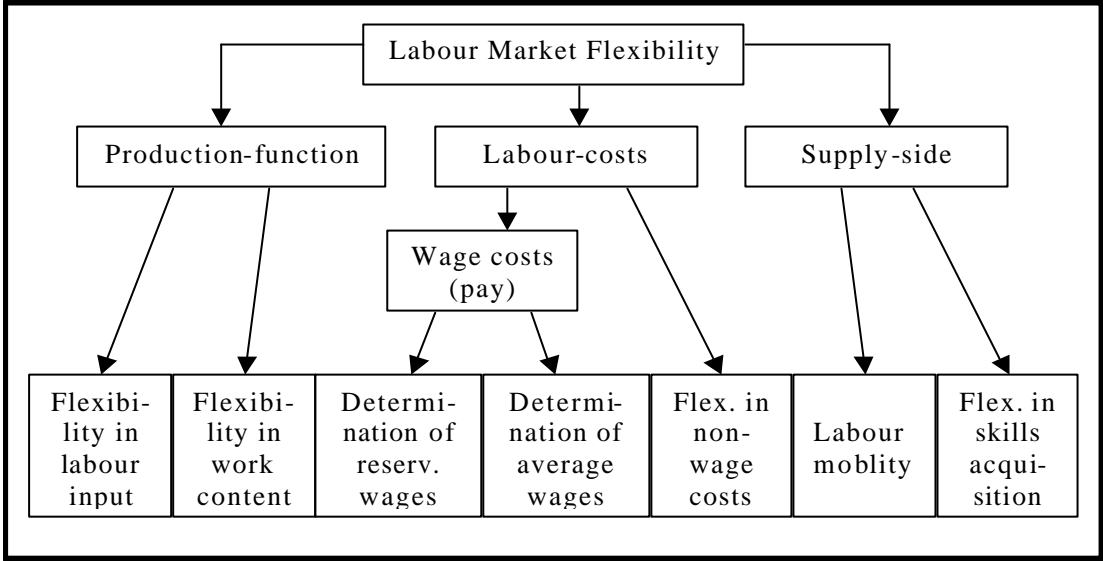 Labour Market Flexibility
Production-function
Labour-costs
Supply-side
Wage costs
(pay)
Flexibi-
lity in
labour
input
Flexibi-
lity in
work
content
Determi-
nation of
reserv.
wages
Determi-
nation of
average
wages
Flex. in
non-
wage
costs
Labour
moblity
Flex. in
skills
acqui-
sition